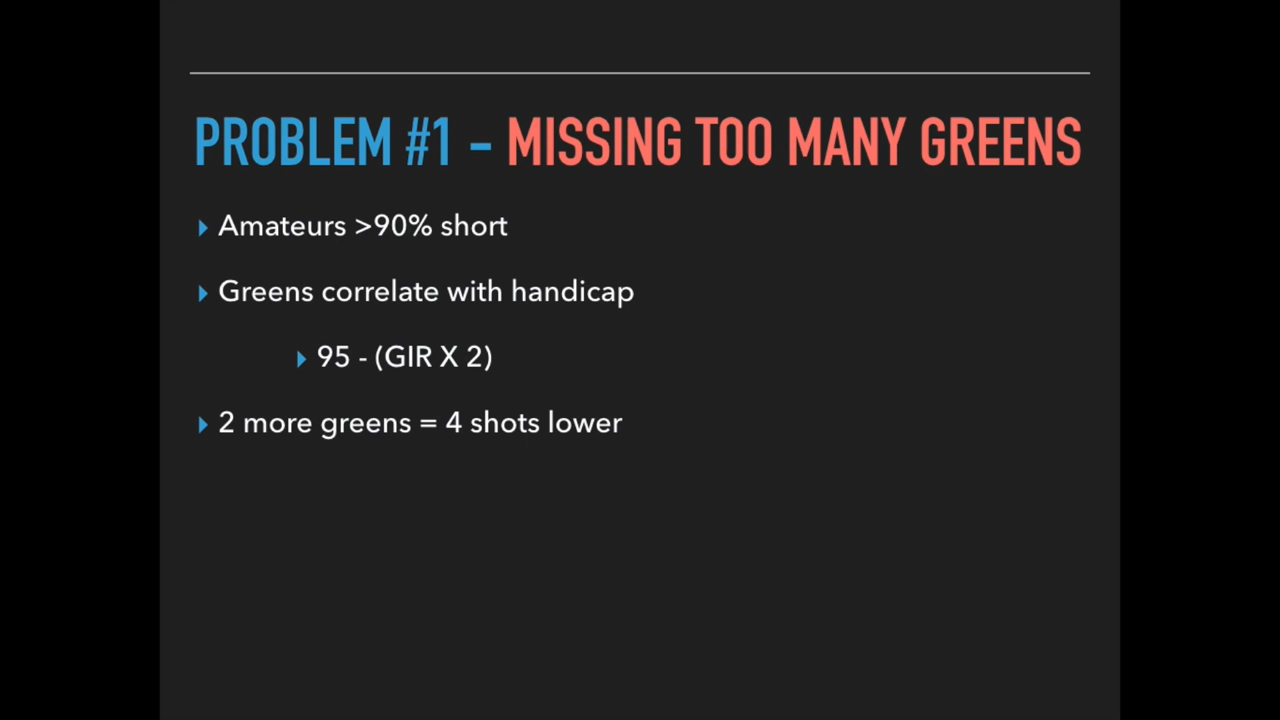 PROBLEM #1 - MISSING TOO MANY GREENS
Amateurs >90% short
Greens correlate with handicap
95 - (GIR X 2)
2 more greens = 4 shots lower